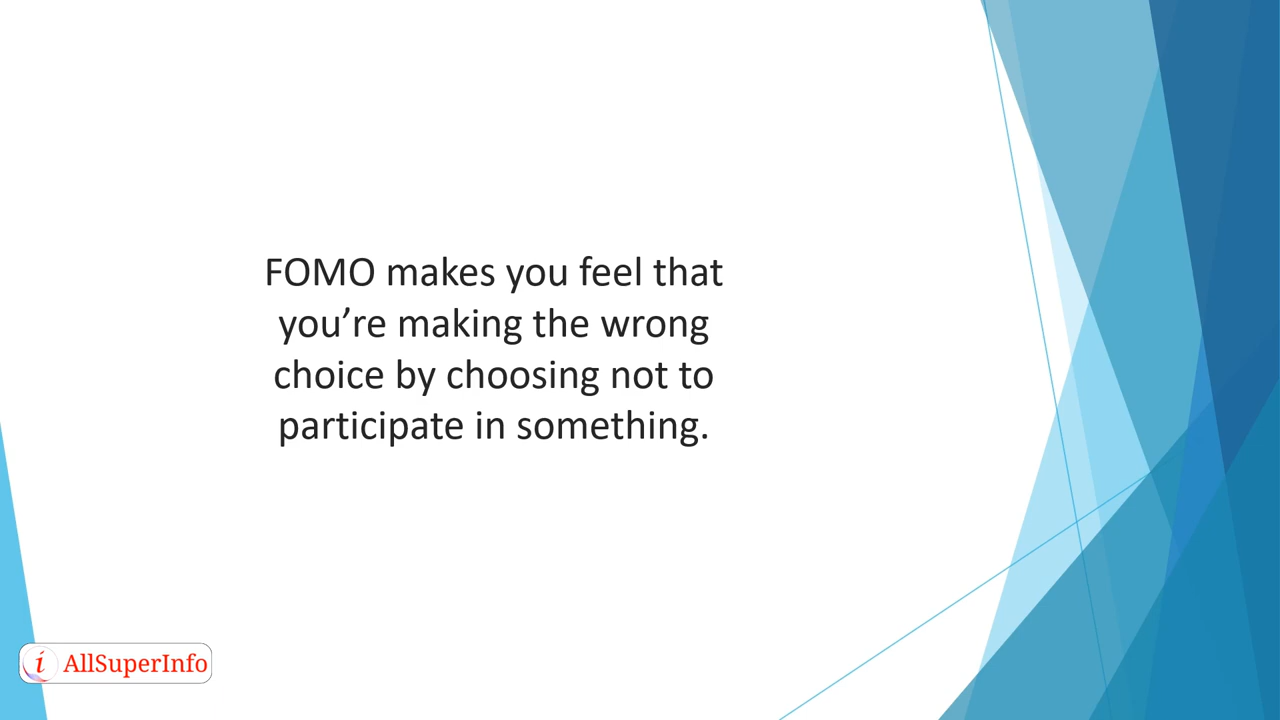 FOMO makes you feel that
you’re making the wrong
choice by choosing not to
participate in something.
i AllSuperInfo